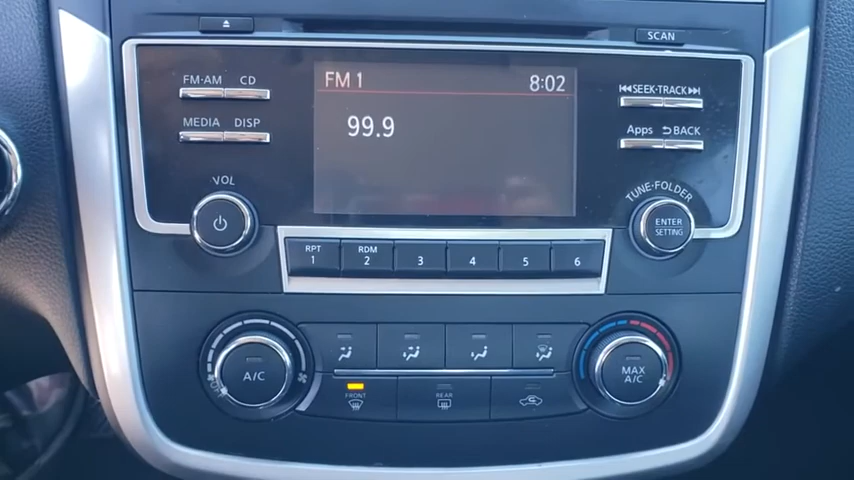 SCAN
FM·AM CD
MEDIA DISP
VOL
FM 1 8:02
99.9
SEEK·TRACK
Apps BACK
TUNE·FOLDER
ENTER
SETTING
RPT
1
RDM
2
3
4
5
6
A/C
OFF
MAX
A/C
FRONT
REAR